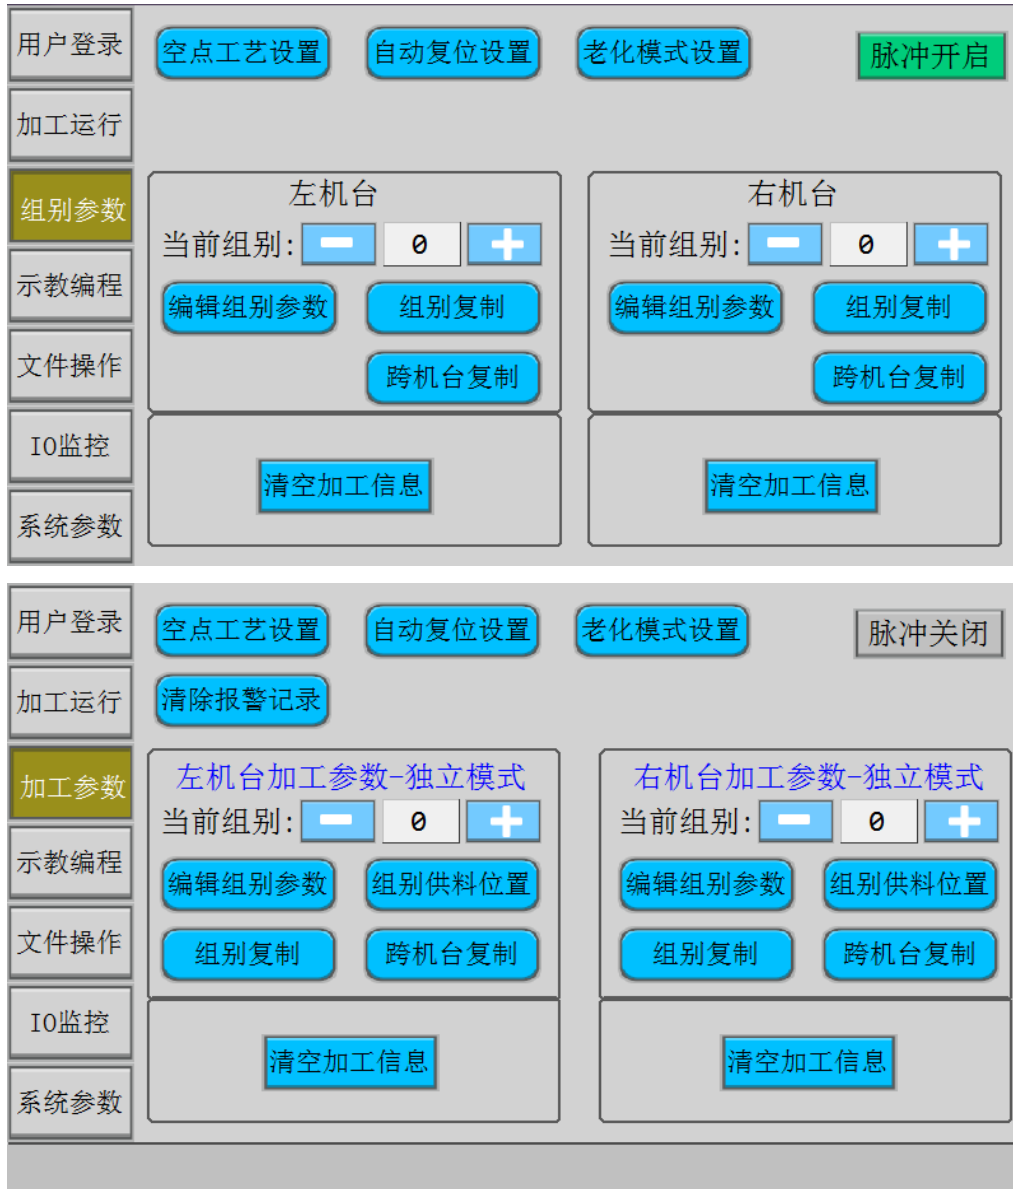 用户登录
空点工艺设置 自动复位设置 老化模式设置 脉冲开启
加工运行
组别参数
左机台 右机台
当前组别: 0 当前组别: 0
示教编程
编辑组别参数 组别复制 编辑组别参数 组别复制
文件操作
跨机台复制 跨机台复制
IO监控
清空加工信息 清空加工信息
系统参数
用户登录
空点工艺设置 自动复位设置 老化模式设置 脉冲关闭
加工运行
清除报警记录
加工参数
左机台加工参数-独立模式 右机台加工参数-独立模式
当前组别: 0 当前组别: 0
示教编程
编辑组别参数 组别供料位置 编辑组别参数 组别供料位置
文件操作
组别复制 跨机台复制 组别复制 跨机台复制
IO监控
清空加工信息 清空加工信息
系统参数